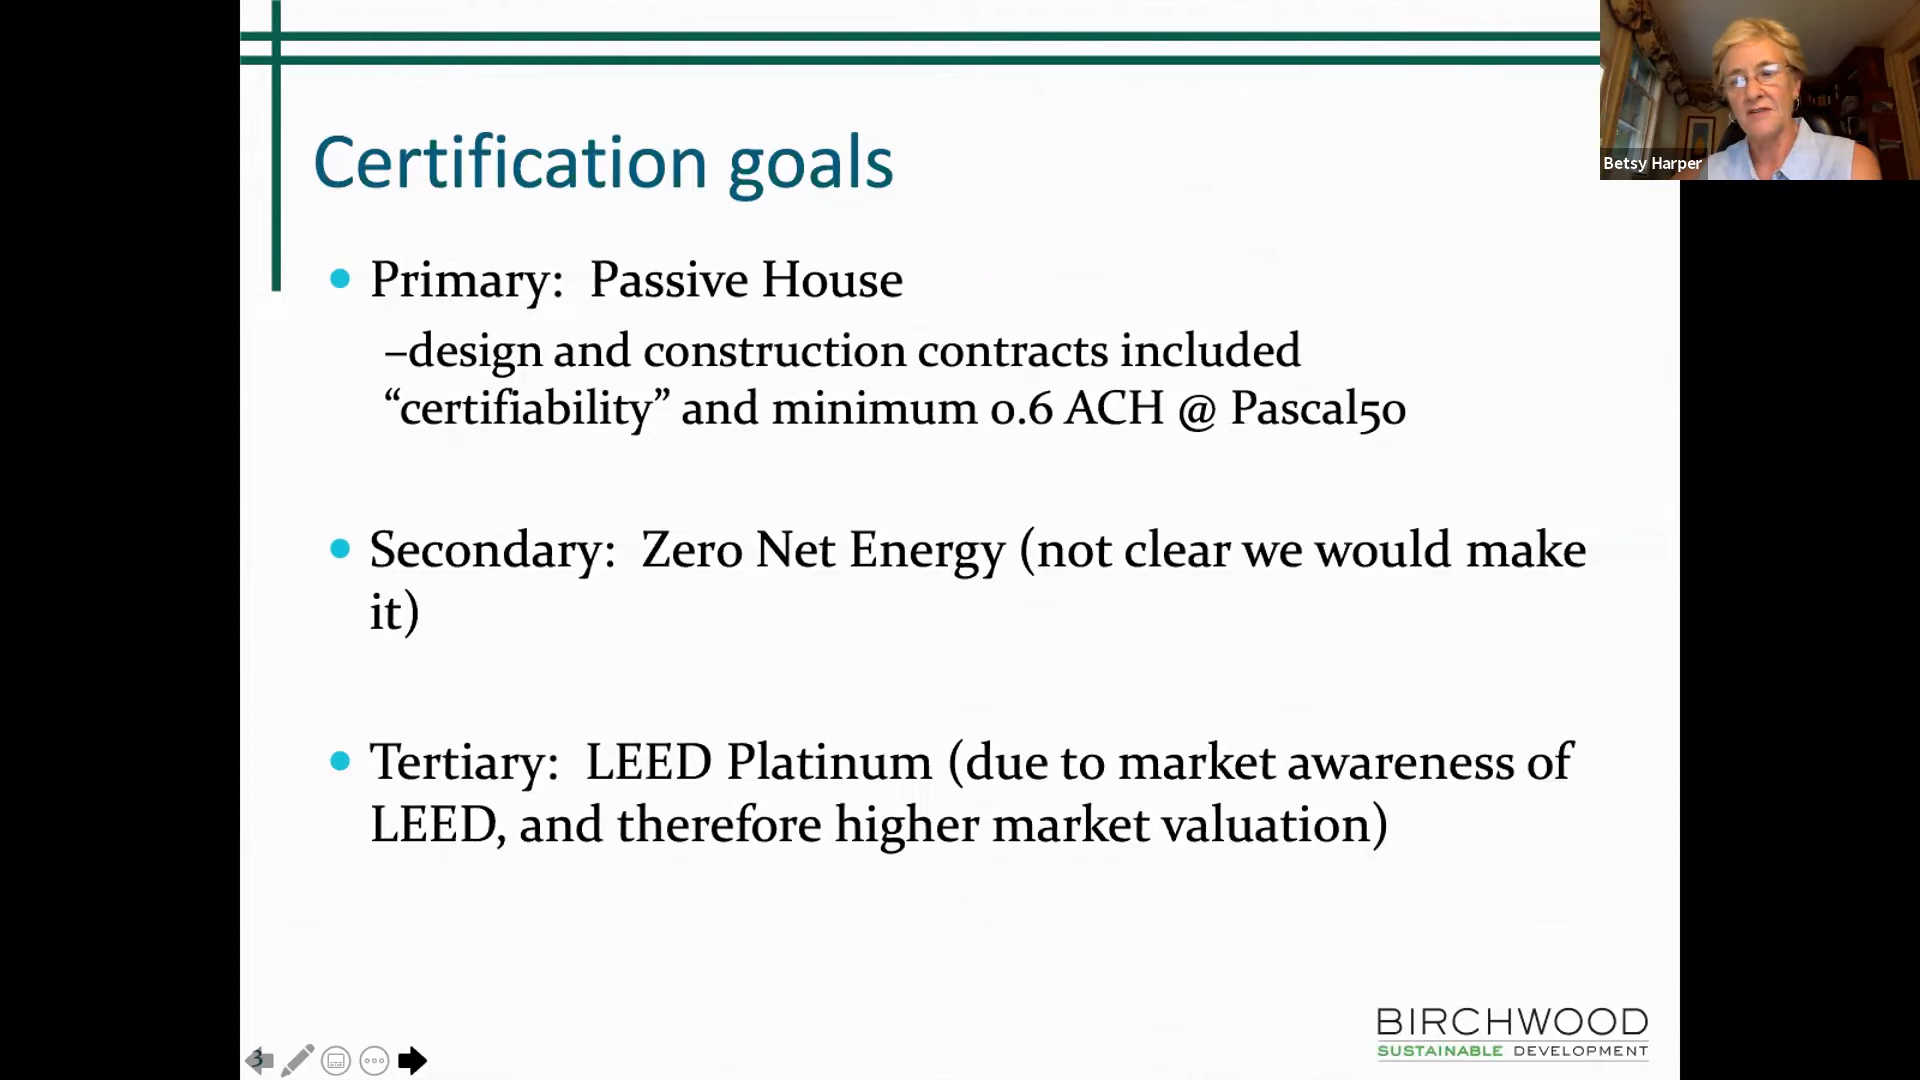 Certification goals
Betsy Harper
• Primary:  Passive House
–design and construction contracts included
“certifiability” and minimum 0.6 ACH @ Pascal50
• Secondary:  Zero Net Energy (not clear we would make
it)
• Tertiary:  LEED Platinum (due to market awareness of
LEED, and therefore higher market valuation)
BIRCHWOOD
SUSTAINABLE DEVELOPMENT
3